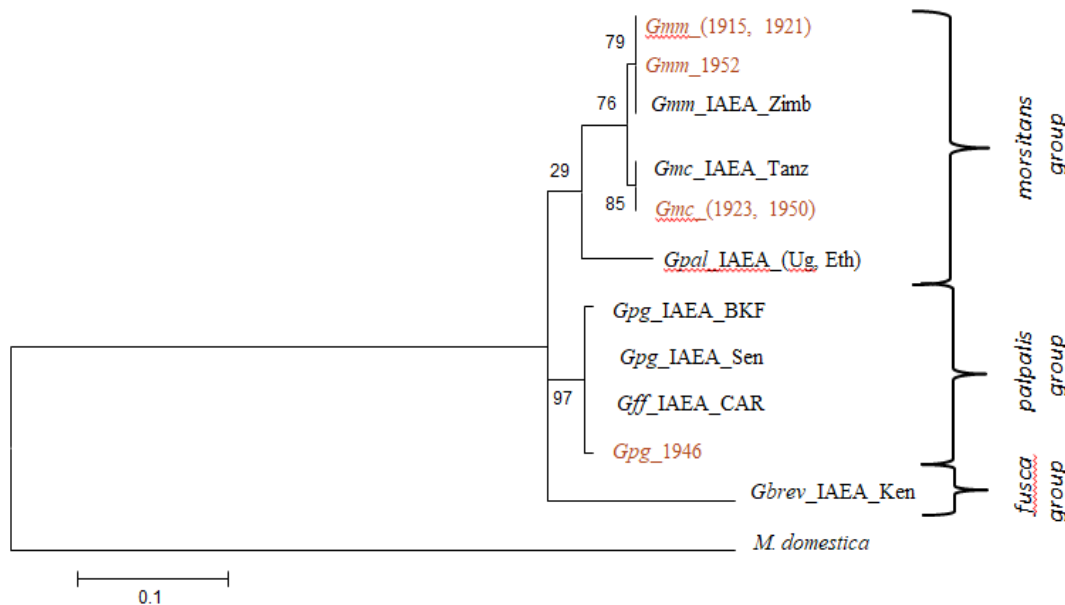 79
Gmm_(1915, 1921)
Gmm_1952
76
Gmm_IAEA_Zimb
29
Gmc_IAEA_Tanz
85
Gmc_(1923, 1950)
Gpal_IAEA_(Ug, Eth)
morsitans
group
Gpg_IAEA_BKF
Gpg_IAEA_Sen
97
Gff_IAEA_CAR
Gpg_1946
palpalis
group
Gbrev_IAEA_Ken
fusca
group
M. domestica
0.1